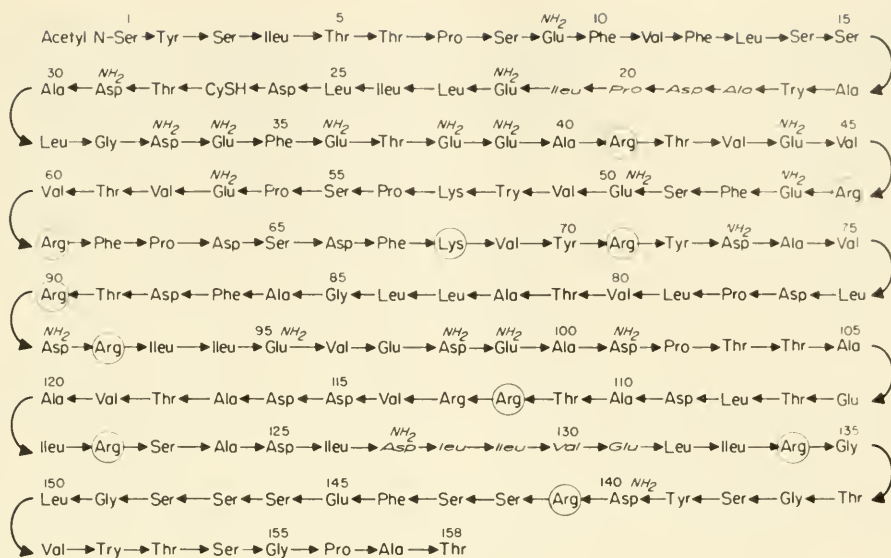 1 5 10 15
Acetyl N-Ser→Tyr→Ser→Ileu→Thr→Thr→Pro→Ser→Glu NH2→Phe→Val→Phe→Leu→Ser→Ser
30 25 20
Ala←Asp NH2←Thr←CySH←Asp←Leu←Ileu←Leu←Glu NH2←Ileu←Pro←Asp←Ala←Try←Ala
35 40 45
Leu→Gly→Asp NH2→Glu NH2→Phe→Glu NH2→Thr→Glu NH2→Glu NH2→Ala→Arg→Thr→Val→Glu NH2→Val
60 55 50
Val←Thr←Val←Glu NH2←Pro←Ser←Pro←Lys←Try←Val←Glu NH2←Ser←Phe←Glu NH2←Arg
65 70 75
Arg→Phe→Pro→Asp→Ser→Asp→Phe→Lys→Val→Tyr→Arg→Tyr→Asp NH2→Ala→Val
90 85 80
Arg←Thr←Asp←Phe←Ala←Gly←Leu←Leu←Ala←Thr←Val←Leu←Pro←Asp←Leu
95 100 105
Asp NH2→Arg→Ileu→Ileu→Glu NH2→Val→Glu→Asp NH2→Glu NH2→Ala→Asp NH2→Pro→Thr→Thr→Ala
120 115 110
Ala←Val←Thr←Ala←Asp←Asp←Val←Arg←Arg←Thr←Ala←Asp←Leu←Thr←Glu
125 130 135
Ileu→Arg→Ser→Ala→Asp→Ileu→Asp NH2→leu→Ileu→Val→Glu→Leu→Ileu→Arg→Gly
150 145 140
Leu←Gly←Ser←Ser←Ser←Glu←Phe←Ser←Ser←Arg←Asp NH2←Tyr←Ser←Gly←Thr
155 158
Val→Try→Thr→Ser→Gly→Pro→Ala→Thr